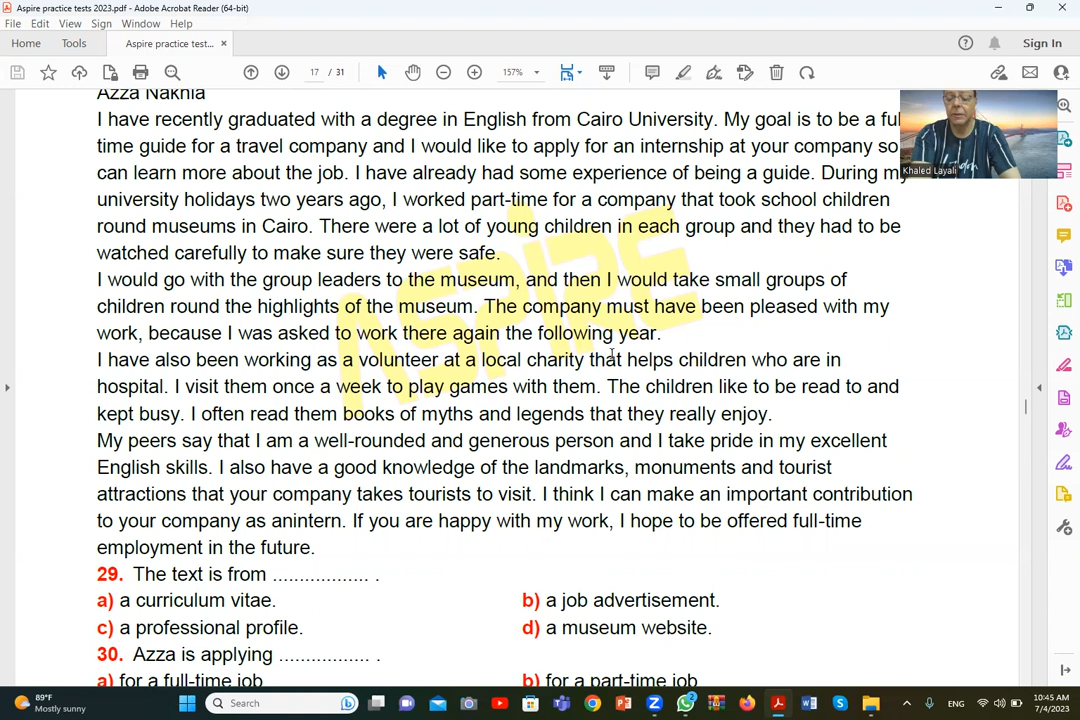 Aspire practice tests 2023.pdf - Adobe Acrobat Reader (64-bit)
File Edit View Sign Window Help
Home Tools Aspire practice test... × Sign In
17 / 31 157%
Azza Nakhla
I have recently graduated with a degree in English from Cairo University. My goal is to be a ful
time guide for a travel company and I would like to apply for an internship at your company so
can learn more about the job. I have already had some experience of being a guide. During my
Khaled Layali
university holidays two years ago, I worked part-time for a company that took school children
round museums in Cairo. There were a lot of young children in each group and they had to be
watched carefully to make sure they were safe.
I would go with the group leaders to the museum, and then I would take small groups of
children round the highlights of the museum. The company must have been pleased with my
work, because I was asked to work there again the following year.
I have also been working as a volunteer at a local charity that helps children who are in
hospital. I visit them once a week to play games with them. The children like to be read to and
kept busy. I often read them books of myths and legends that they really enjoy.
My peers say that I am a well-rounded and generous person and I take pride in my excellent
English skills. I also have a good knowledge of the landmarks, monuments and tourist
attractions that your company takes tourists to visit. I think I can make an important contribution
to your company as anintern. If you are happy with my work, I hope to be offered full-time
employment in the future.
ASPIRE
29. The text is from .................. .
a) a curriculum vitae. b) a job advertisement.
c) a professional profile. d) a museum website.
30. Azza is applying ................. .
a) for a full-time job b) for a part-time job
89°F
Mostly sunny
Search
2
ENG
10:45 AM
7/4/2023